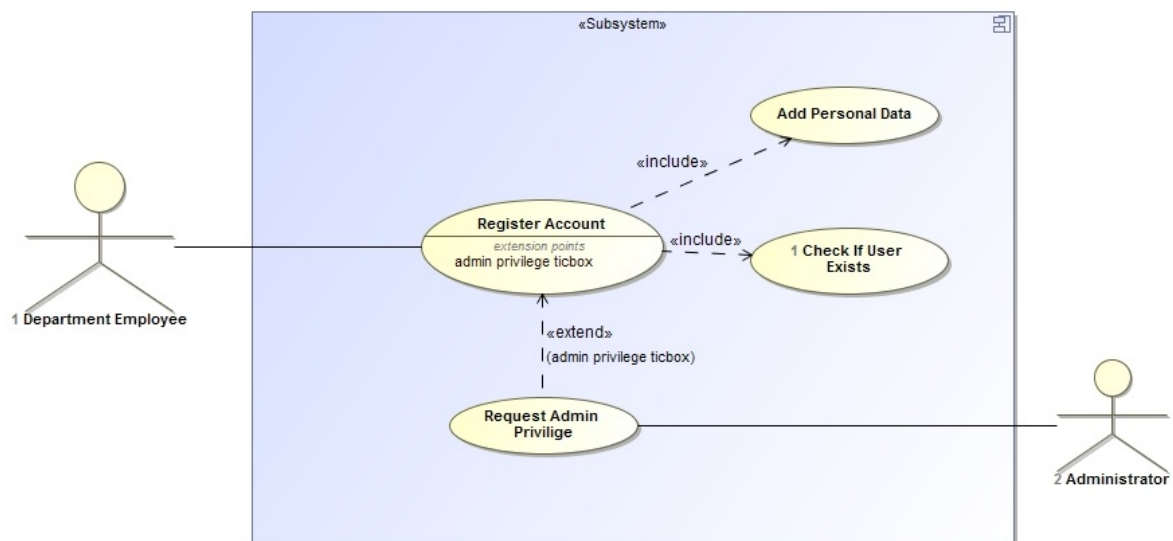 «Subsystem»
Add Personal Data
«include»
Register Account
extension points
admin privilege ticbox
«include»
1 Check If User
Exists
1 Department Employee
«extend»
(admin privilege ticbox)
Request Admin
Privilige
2 Administrator